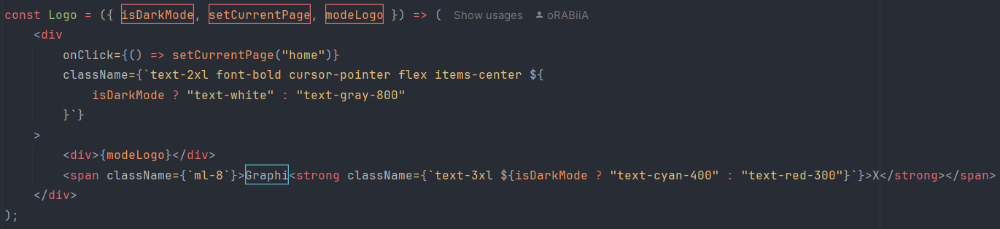 const Logo = ({ isDarkMode, setCurrentPage, modeLogo }) => ( Show usages oRABiiA
<div
onClick={() => setCurrentPage("home")}
className={`text-2xl font-bold cursor-pointer flex items-center ${
isDarkMode ? "text-white" : "text-gray-800"
}`}
>
<div>{modeLogo}</div>
<span className={`ml-8`}>Graphi<strong className={`text-3xl ${isDarkMode ? "text-cyan-400" : "text-red-300"}`}>X</strong></span>
</div>
);